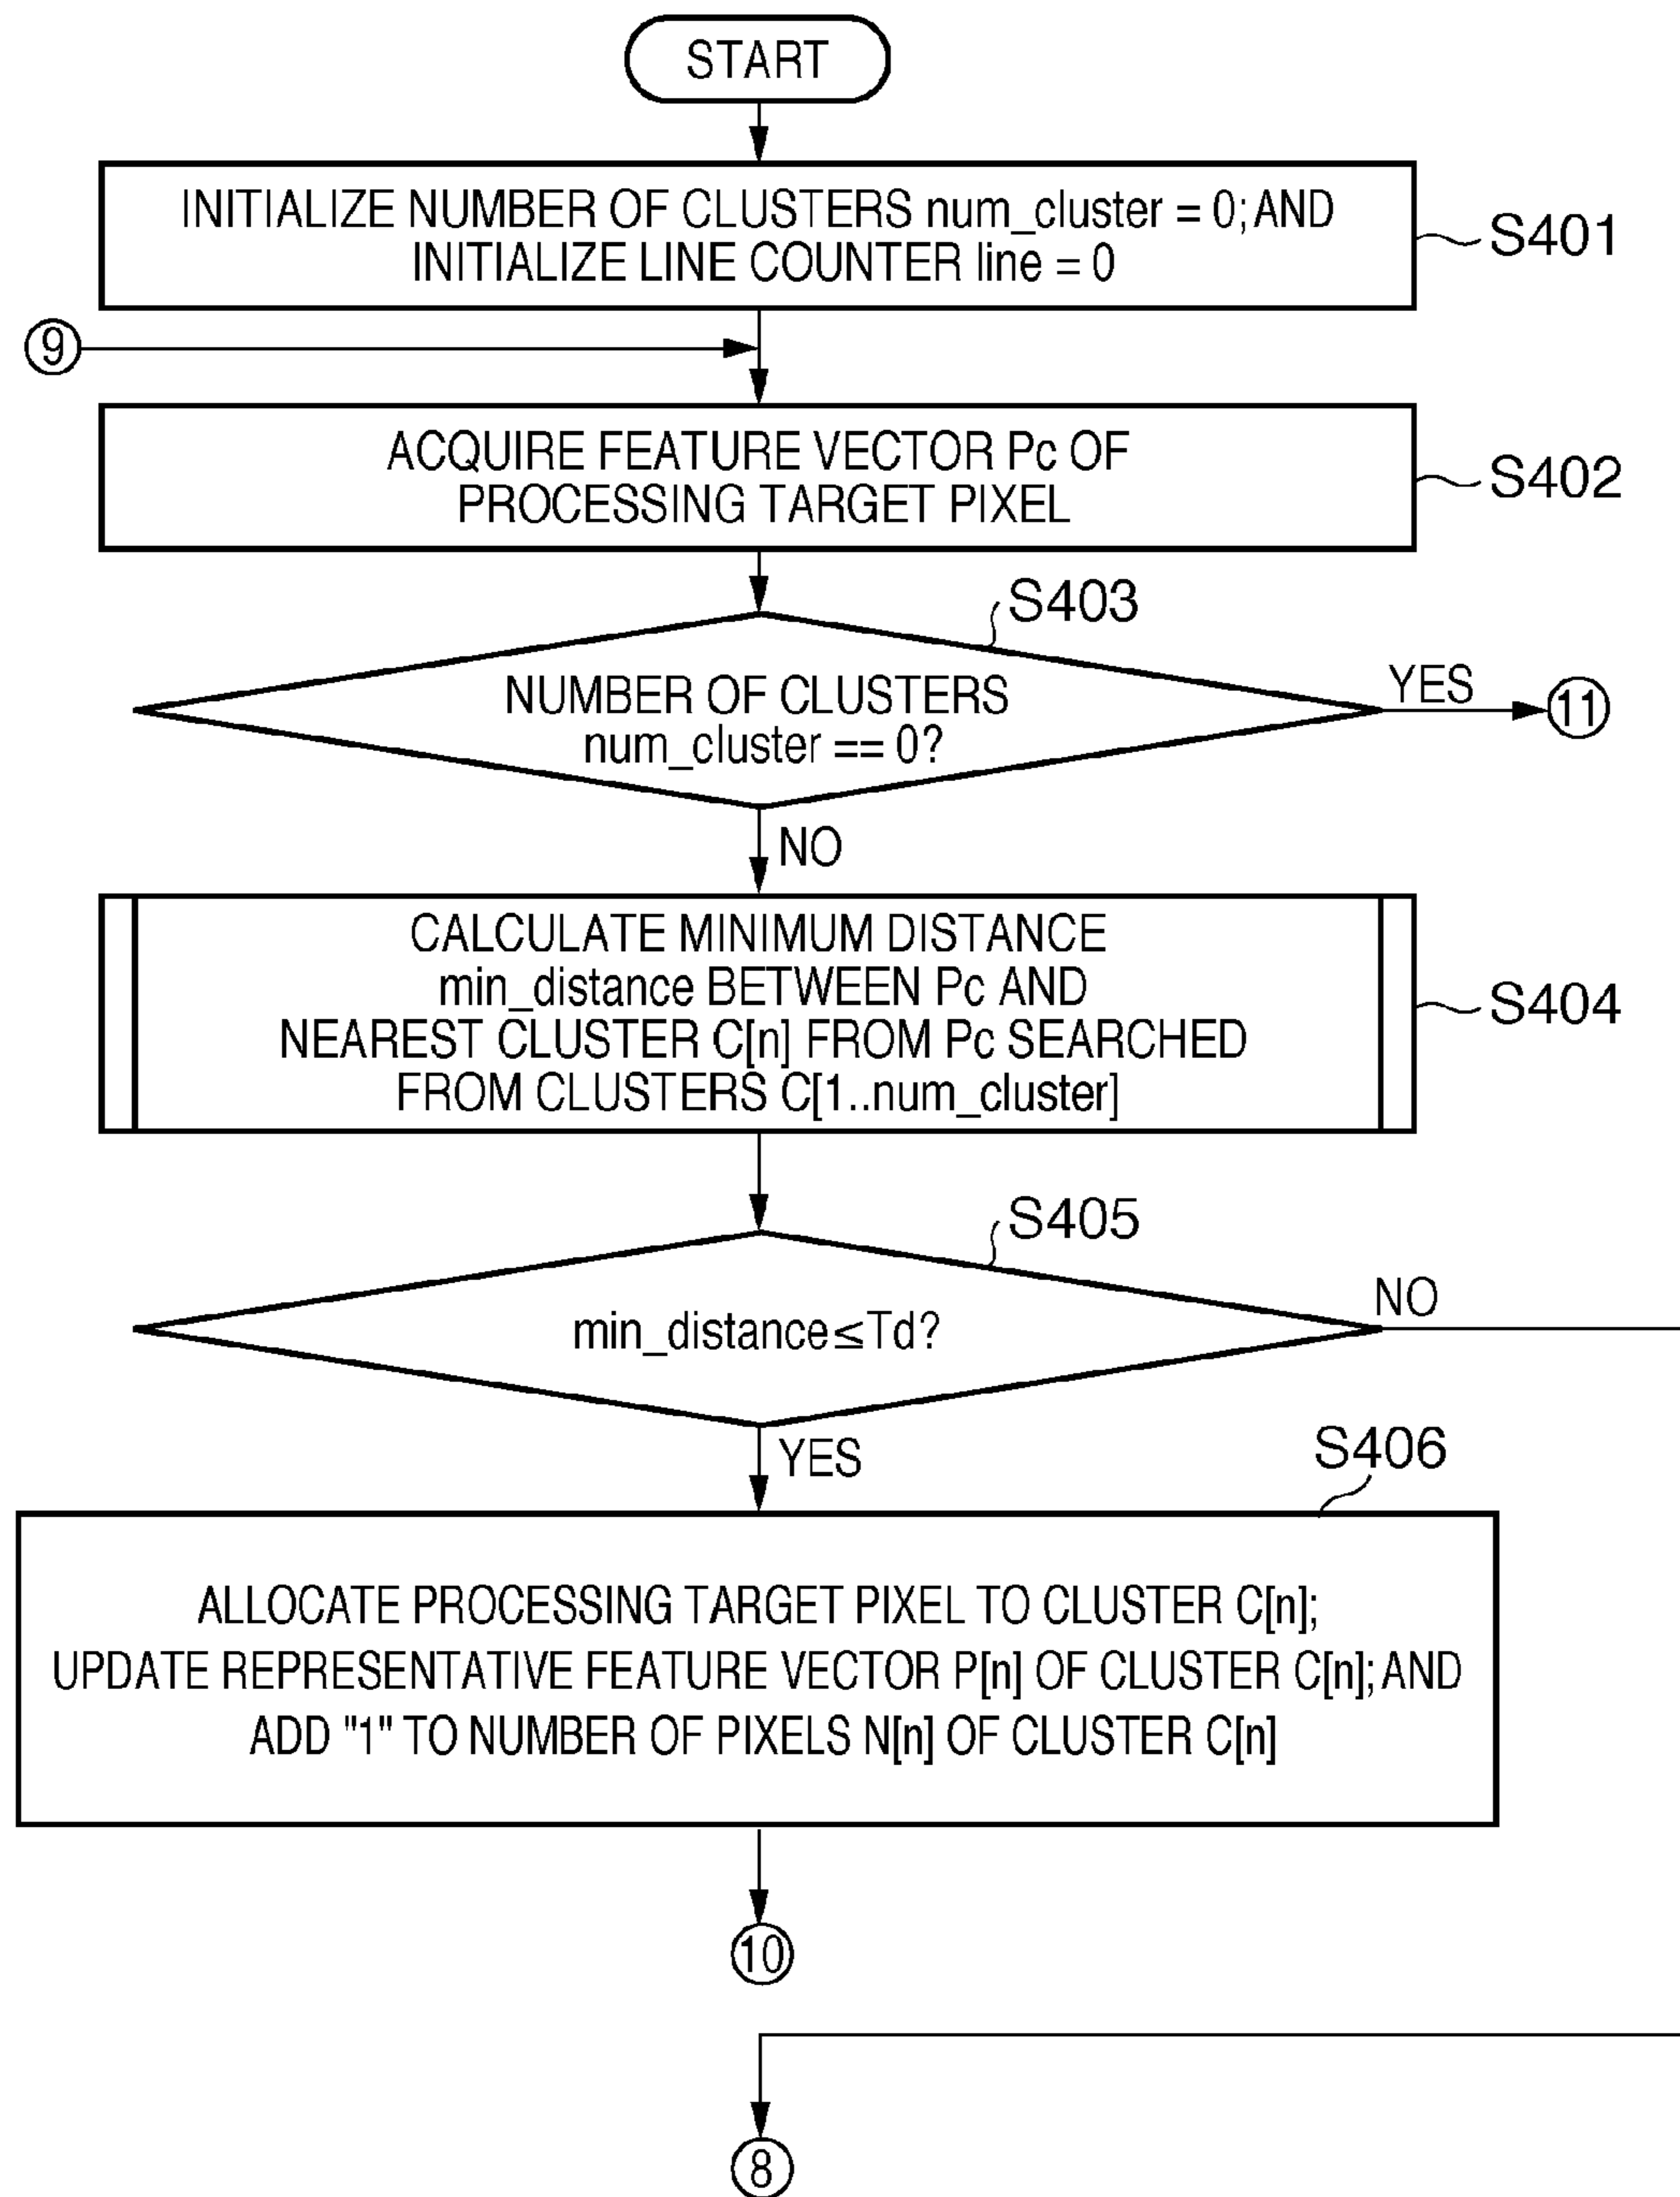 START
INITIALIZE NUMBER OF CLUSTERS num_cluster = 0; AND
INITIALIZE LINE COUNTER line = 0
S401
9
ACQUIRE FEATURE VECTOR Pc OF
PROCESSING TARGET PIXEL
S402
S403
NUMBER OF CLUSTERS
num_cluster == 0?
YES
11
NO
CALCULATE MINIMUM DISTANCE
min_distance BETWEEN Pc AND
NEAREST CLUSTER C[n] FROM Pc SEARCHED
FROM CLUSTERS C[1..num_cluster]
S404
S405
min_distance≤Td?
NO
YES
S406
ALLOCATE PROCESSING TARGET PIXEL TO CLUSTER C[n];
UPDATE REPRESENTATIVE FEATURE VECTOR P[n] OF CLUSTER C[n]; AND
ADD "1" TO NUMBER OF PIXELS N[n] OF CLUSTER C[n]
10
8